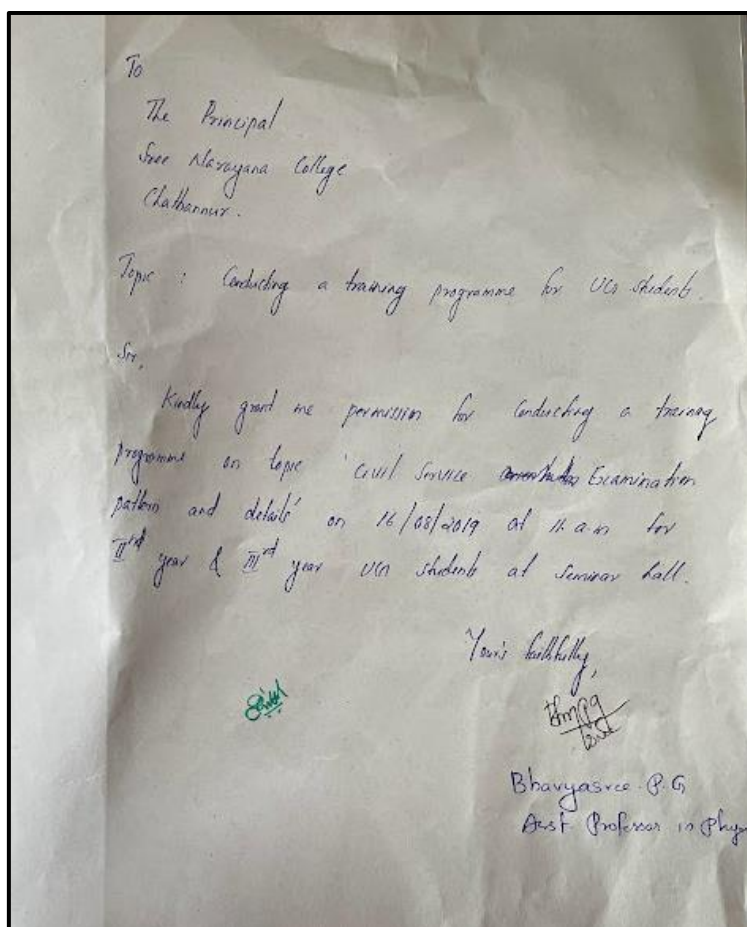 To
The Principal
Sree Narayana College
Chathannur.
Topic : Conducting a training programme for UG students.
Sir,
Kindly grant me permission for conducting a training
programme on topic 'Civil Service Examination
pattern and details' on 16/08/2019 at 11 a.m for
IIrd year & IIIrd year UG students at Seminar hall.
Your's faithfully,
Bhavyasree P.G
Asst Professor in Phy